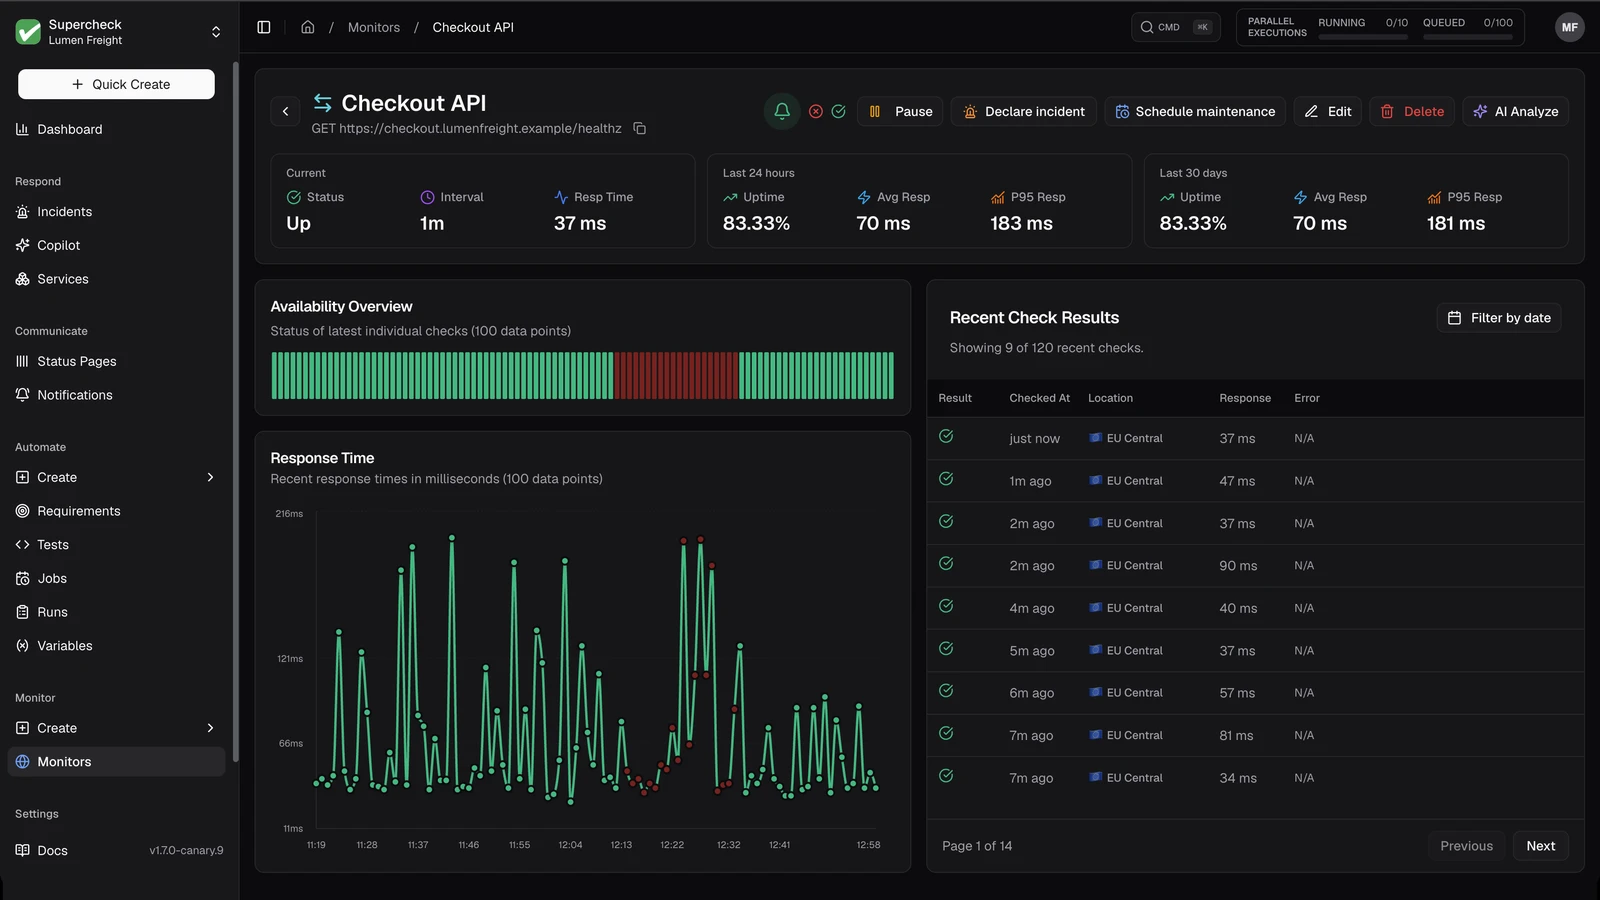 Supercheck
Lumen Freight
Quick Create
Dashboard
Respond
Incidents
Copilot
Services
Communicate
Status Pages
Notifications
Automate
Create
Requirements
Tests
Jobs
Runs
Variables
Monitor
Create
Monitors
Settings
Docs v1.7.0-canary.9
/ Monitors / Checkout API
CMD ⌘K
PARALLEL EXECUTIONS
RUNNING 0/10
QUEUED 0/100
MF
Checkout API
GET https://checkout.lumenfreight.example/healthz
Pause
Declare incident
Schedule maintenance
Edit
Delete
AI Analyze
Current
Status Interval Resp Time
Up 1m 37 ms
Last 24 hours
Uptime Avg Resp P95 Resp
83.33% 70 ms 183 ms
Last 30 days
Uptime Avg Resp P95 Resp
83.33% 70 ms 181 ms
Availability Overview
Status of latest individual checks (100 data points)
Response Time
Recent response times in milliseconds (100 data points)
216ms
121ms
66ms
11ms
11:19 11:28 11:37 11:46 11:55 12:04 12:13 12:22 12:32 12:41 12:58
Recent Check Results
Showing 9 of 120 recent checks.
Filter by date
Result Checked At Location Response Error
just now EU Central 37 ms N/A
1m ago EU Central 47 ms N/A
2m ago EU Central 37 ms N/A
2m ago EU Central 90 ms N/A
4m ago EU Central 40 ms N/A
5m ago EU Central 37 ms N/A
6m ago EU Central 57 ms N/A
7m ago EU Central 81 ms N/A
7m ago EU Central 34 ms N/A
Page 1 of 14
Previous
Next